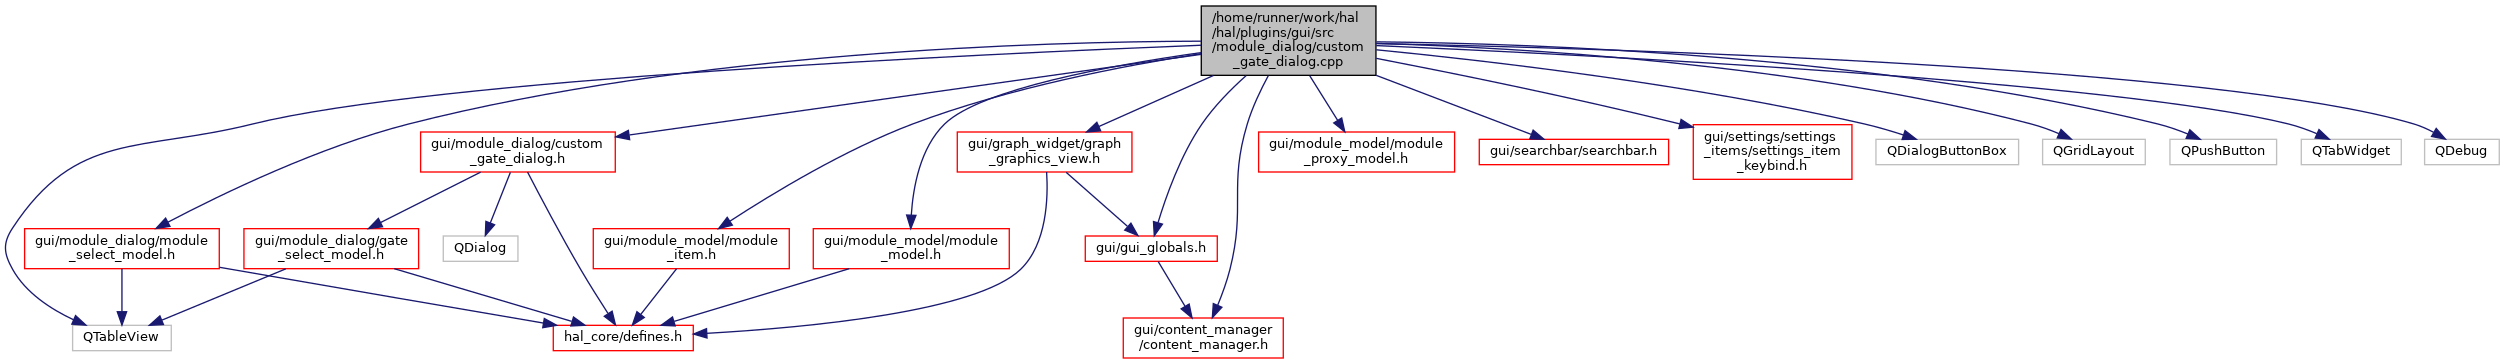 /home/runner/work/hal
/hal/plugins/gui/src
/module_dialog/custom
_gate_dialog.cpp
gui/module_dialog/custom
_gate_dialog.h
gui/graph_widget/graph
_graphics_view.h
gui/module_model/module
_proxy_model.h
gui/searchbar/searchbar.h
gui/settings/settings
_items/settings_item
_keybind.h
QDialogButtonBox
QGridLayout
QPushButton
QTabWidget
QDebug
gui/module_dialog/module
_select_model.h
gui/module_dialog/gate
_select_model.h
QDialog
gui/module_model/module
_item.h
gui/module_model/module
_model.h
gui/gui_globals.h
QTableView
hal_core/defines.h
gui/content_manager
/content_manager.h